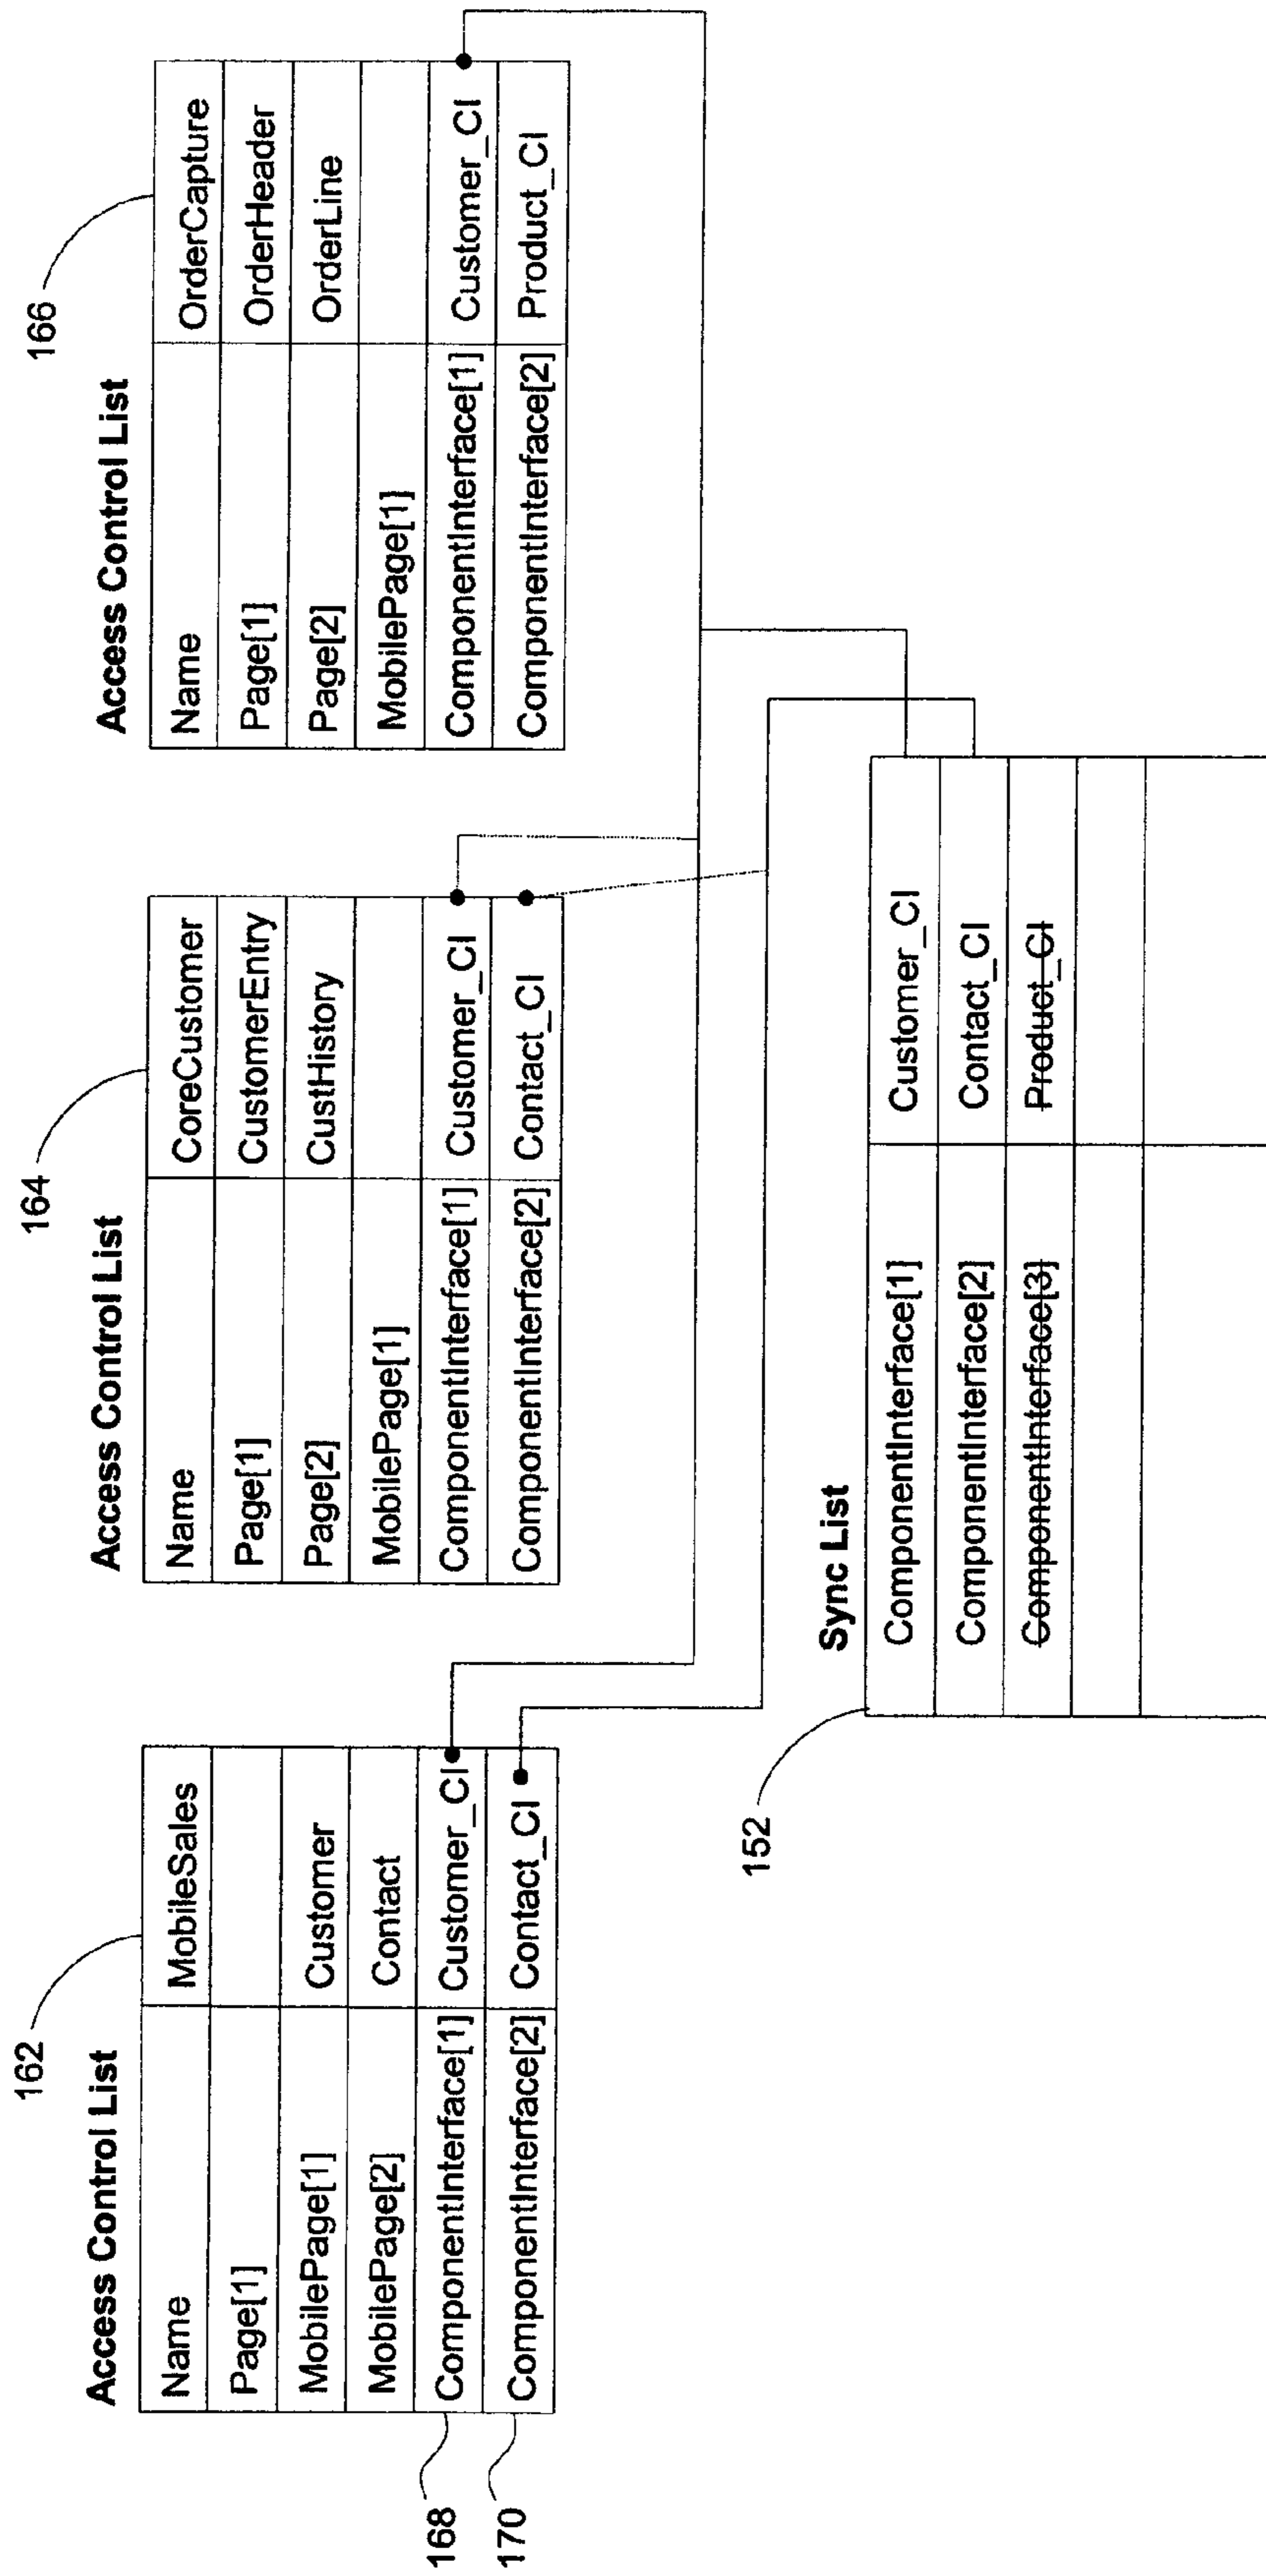 162
Access Control List
Name MobileSales
Page[1]
MobilePage[1] Customer
MobilePage[2] Contact
168 ComponentInterface[1] Customer_CI
170 ComponentInterface[2] Contact_CI
164
Access Control List
Name CoreCustomer
Page[1] CustomerEntry
Page[2] CustHistory
MobilePage[1]
ComponentInterface[1] Customer_CI
ComponentInterface[2] Contact_CI
166
Access Control List
Name OrderCapture
Page[1] OrderHeader
Page[2] OrderLine
MobilePage[1]
ComponentInterface[1] Customer_CI
ComponentInterface[2] Product_CI
152
Sync List
ComponentInterface[1] Customer_CI
ComponentInterface[2] Contact_CI
ComponentInterface[3] Product_CI